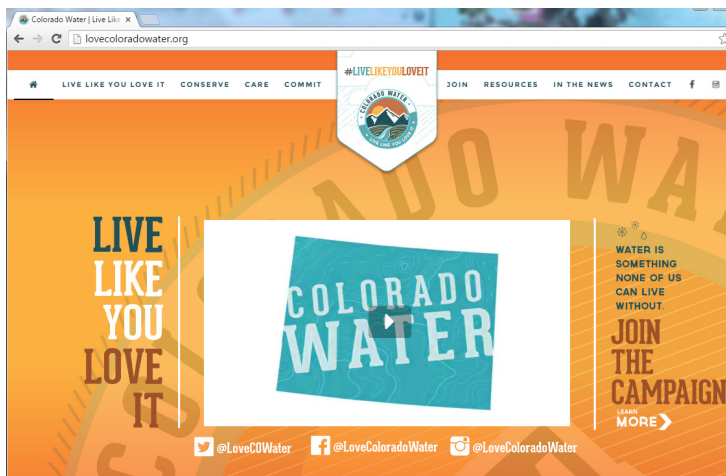 Colorado Water | Live Like
lovecoloradowater.org
#LIVELIKEYOULOVEIT
LIVE LIKE YOU LOVE IT CONSERVE CARE COMMIT JOIN RESOURCES IN THE NEWS CONTACT
COLORADO WATER
LIVE LIKE YOU LOVE IT
COLORADO WA
LIVE
LIKE
YOU
LOVE
IT
COLORADO
WATER
WATER IS
SOMETHING
NONE OF US
CAN LIVE
WITHOUT.
JOIN
THE
CAMPAIGN
LEARN
MORE
@LoveCOWater @LoveColoradoWater @LoveColoradoWater